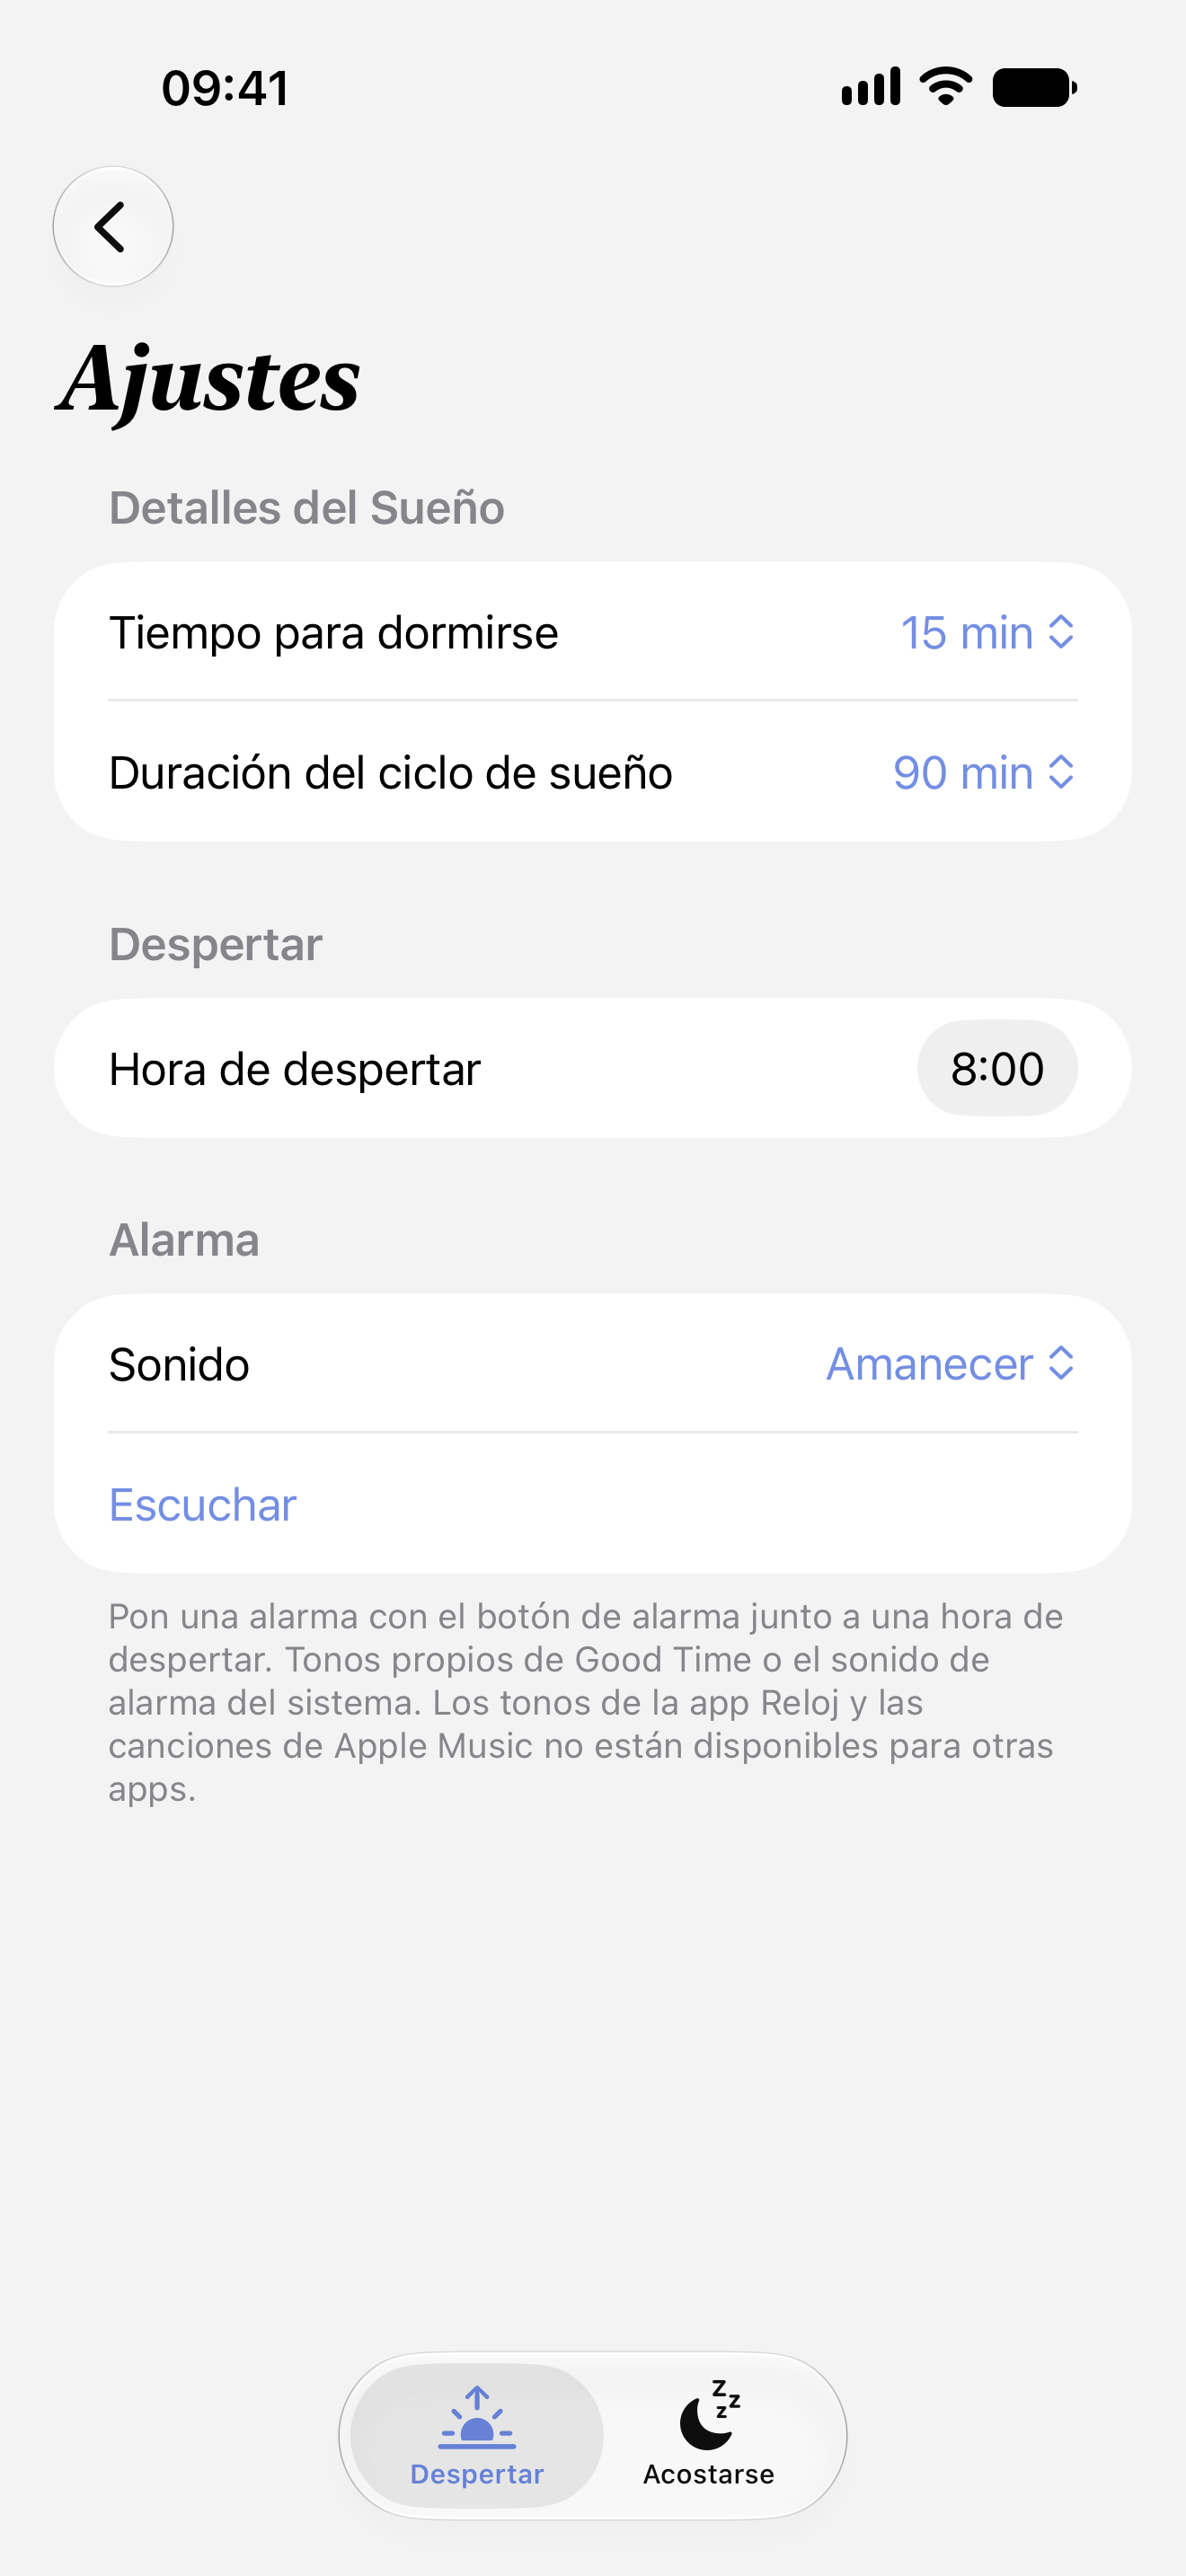 09:41
Ajustes
Detalles del Sueño
Tiempo para dormirse 15 min
Duración del ciclo de sueño 90 min
Despertar
Hora de despertar 8:00
Alarma
Sonido Amanecer
Escuchar
Pon una alarma con el botón de alarma junto a una hora de
despertar. Tonos propios de Good Time o el sonido de
alarma del sistema. Los tonos de la app Reloj y las
canciones de Apple Music no están disponibles para otras
apps.
z z z
Despertar Acostarse